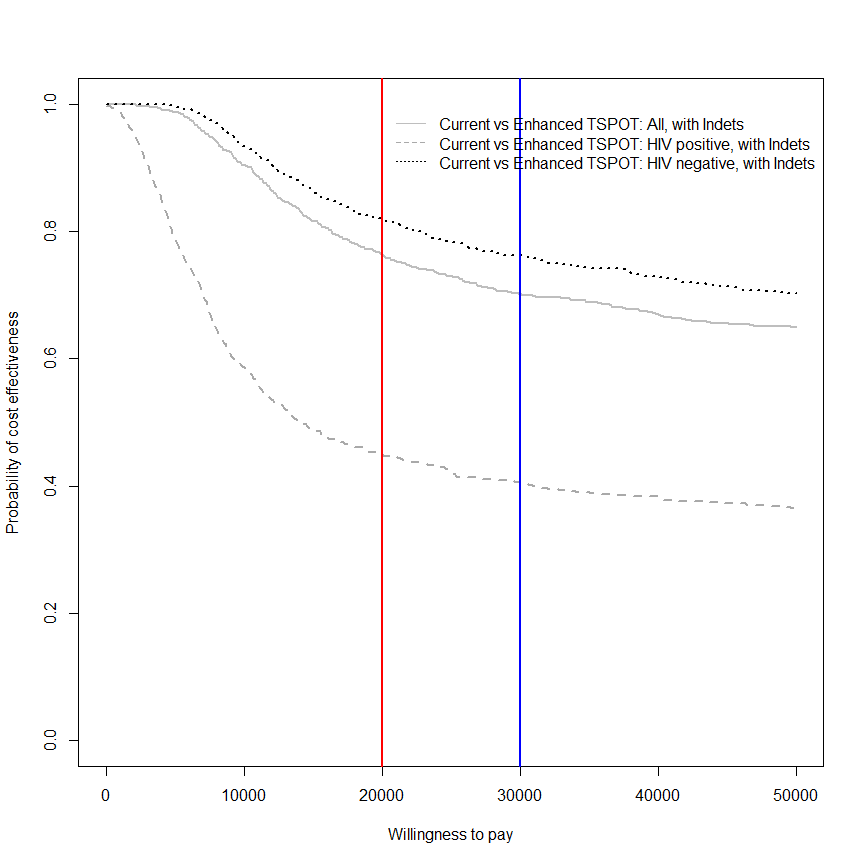 Current vs Enhanced TSPOT: All, with Indets
Current vs Enhanced TSPOT: HIV positive, with Indets
Current vs Enhanced TSPOT: HIV negative, with Indets
1.0
0.8
0.6
0.4
0.2
0.0
Probability of cost effectiveness
0 10000 20000 30000 40000 50000
Willingness to pay